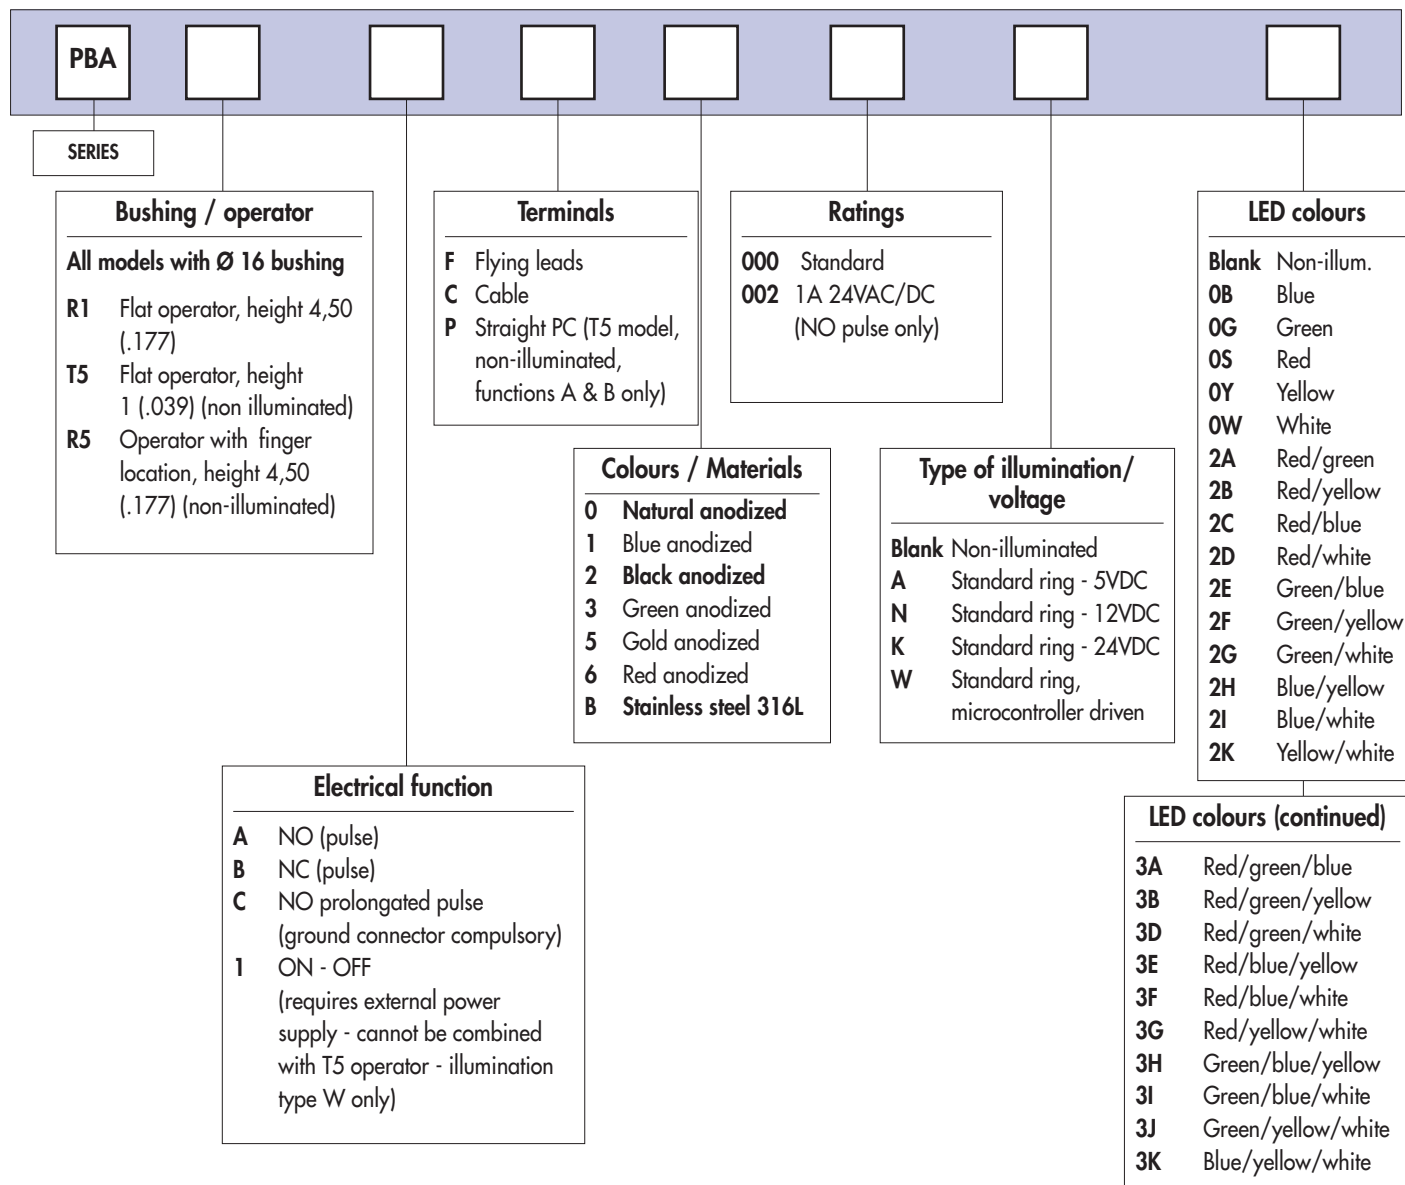 PBA
SERIES
Bushing / operator
All models with Ø 16 bushing
R1 Flat operator, height 4,50
(.177)
T5 Flat operator, height
1 (.039) (non illuminated)
R5 Operator with finger
location, height 4,50
(.177) (non-illuminated)
Terminals
F Flying leads
C Cable
P Straight PC (T5 model,
non-illuminated,
functions A & B only)
Ratings
000 Standard
002 1A 24VAC/DC
(NO pulse only)
LED colours
Blank Non-illum.
0B Blue
0G Green
0S Red
0Y Yellow
0W White
2A Red/green
2B Red/yellow
2C Red/blue
2D Red/white
2E Green/blue
2F Green/yellow
2G Green/white
2H Blue/yellow
2I Blue/white
2K Yellow/white
Colours / Materials
0 Natural anodized
1 Blue anodized
2 Black anodized
3 Green anodized
5 Gold anodized
6 Red anodized
B Stainless steel 316L
Type of illumination/
voltage
Blank Non-illuminated
A Standard ring - 5VDC
N Standard ring - 12VDC
K Standard ring - 24VDC
W Standard ring,
microcontroller driven
Electrical function
A NO (pulse)
B NC (pulse)
C NO prolongated pulse
(ground connector compulsory)
1 ON - OFF
(requires external power
supply - cannot be combined
with T5 operator - illumination
type W only)
LED colours (continued)
3A Red/green/blue
3B Red/green/yellow
3D Red/green/white
3E Red/blue/yellow
3F Red/blue/white
3G Red/yellow/white
3H Green/blue/yellow
3I Green/blue/white
3J Green/yellow/white
3K Blue/yellow/white